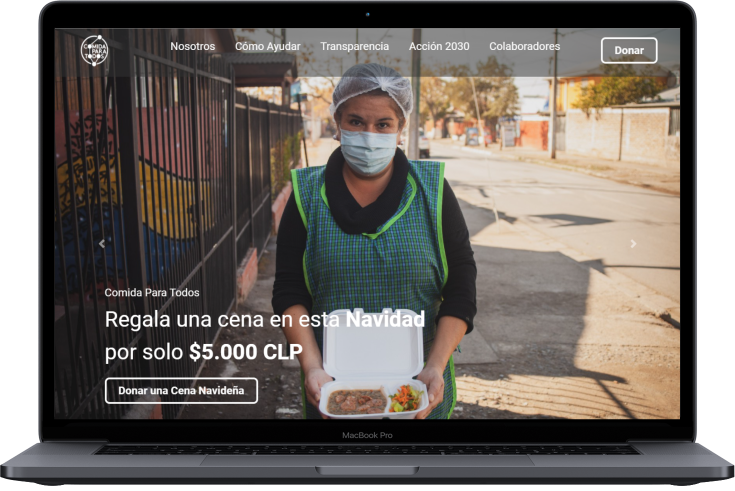 COMIDA
PARA
TODOS
Nosotros Cómo Ayudar Transparencia Acción 2030 Colaboradores Donar
Comida Para Todos
Regala una cena en esta Navidad
por solo $5.000 CLP
Donar una Cena Navideña
MacBook Pro